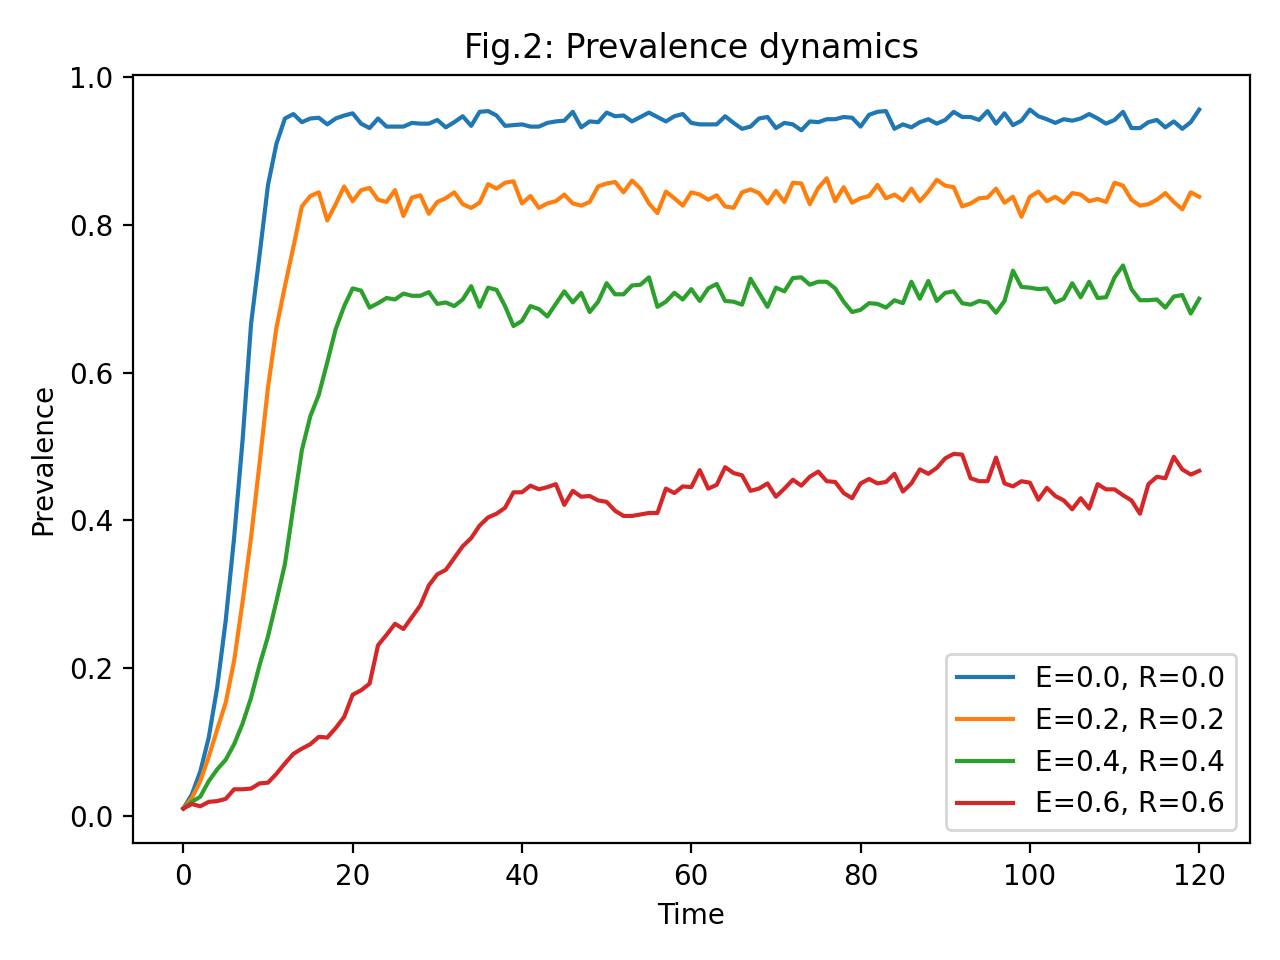 Fig.2: Prevalence dynamics
1.0
0.8
0.6
0.4
0.2
0.0
Prevalence
0 20 40 60 80 100 120
Time
E=0.0, R=0.0
E=0.2, R=0.2
E=0.4, R=0.4
E=0.6, R=0.6